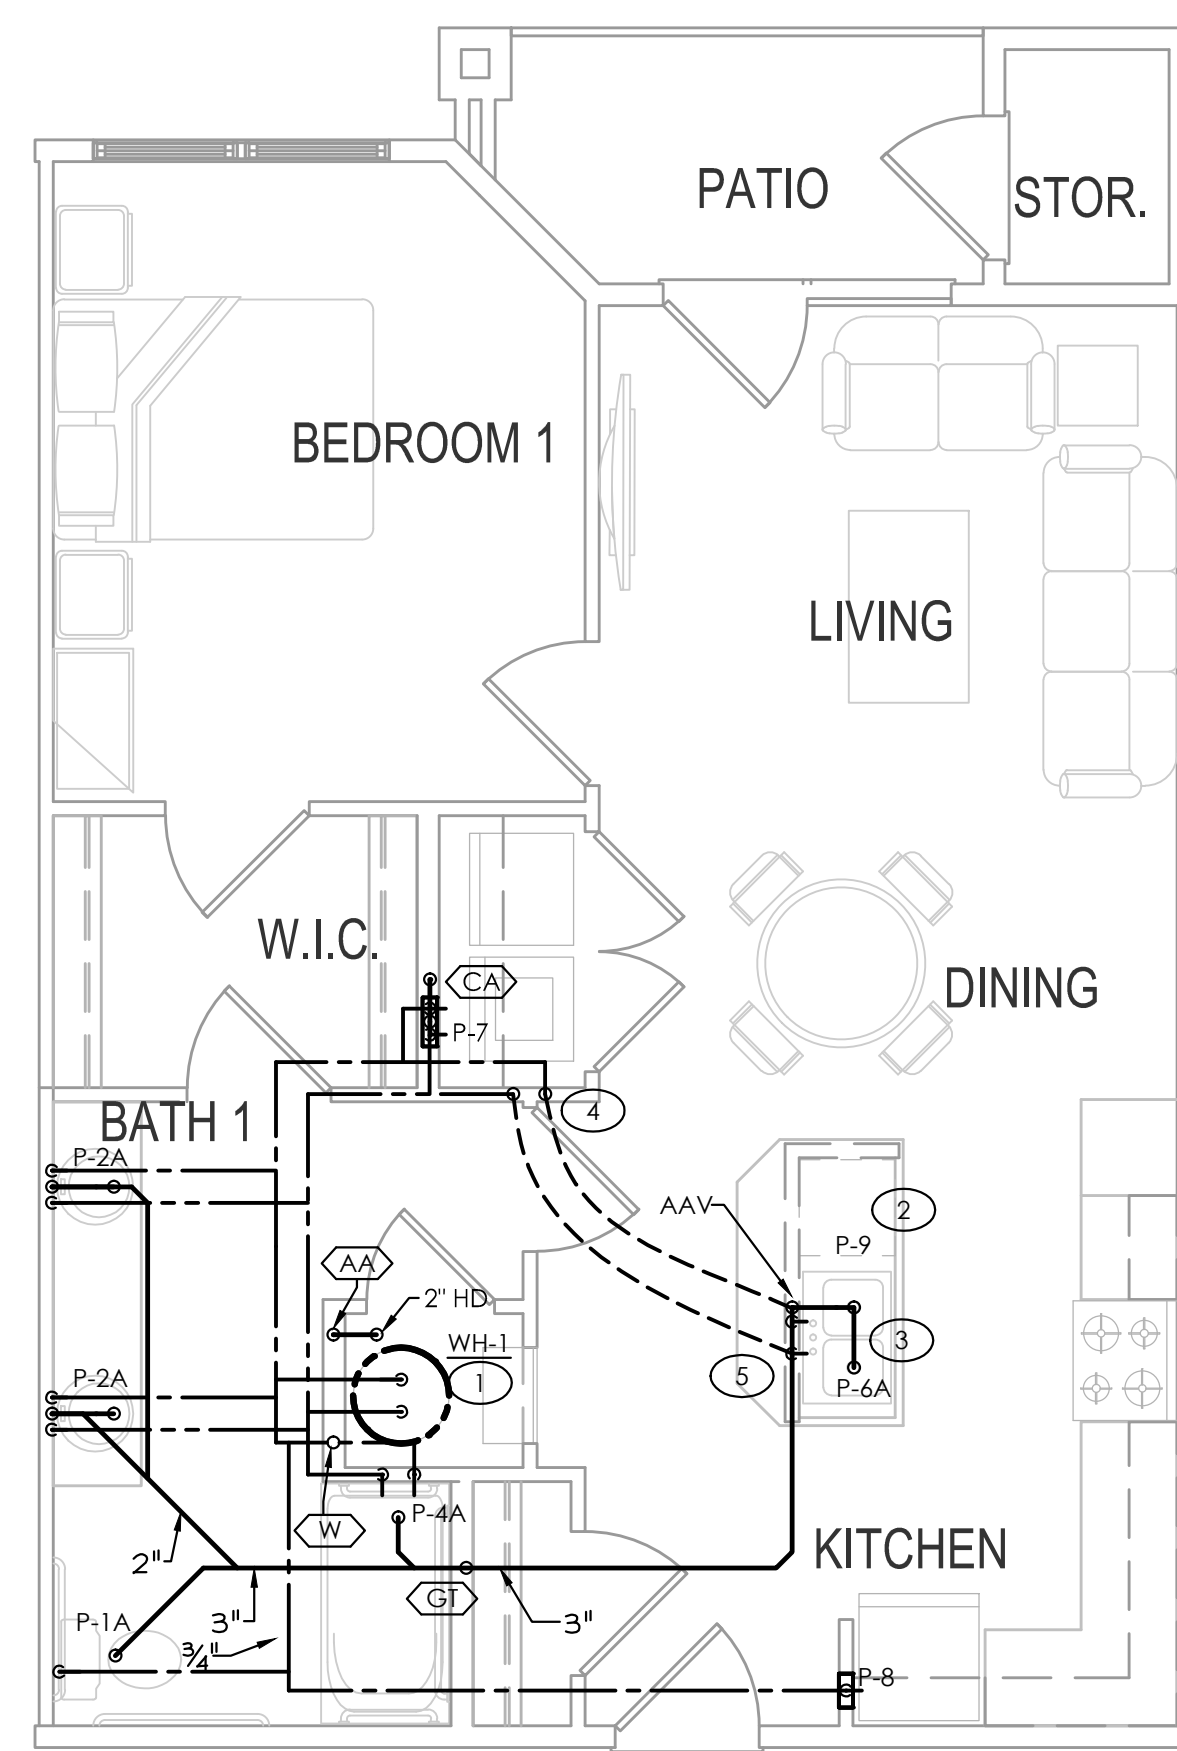 PATIO
STOR.
BEDROOM 1
LIVING
W.I.C.
CA
DINING
P-7
4
BATH 1
P-2A
AAV
2
P-9
AA
2" HD
WH-1
3
1
5
P-2A
P-6A
P-4A
W
KITCHEN
2"
GT
3"
3"
P-1A
3/4"
P-8